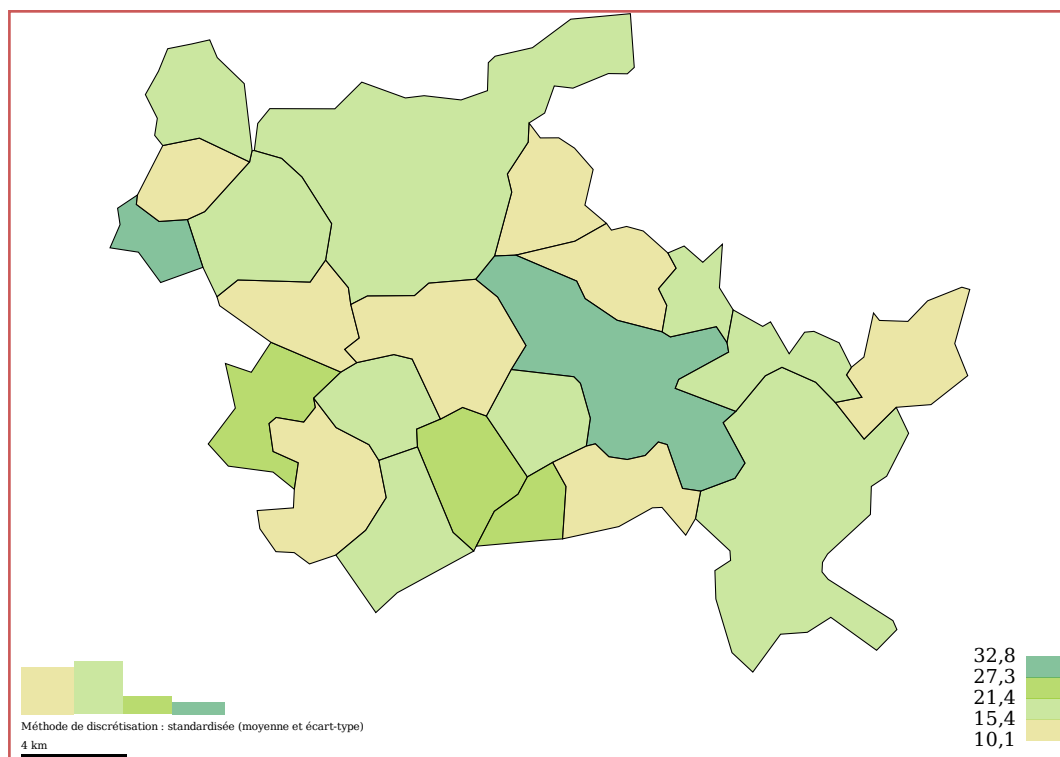 32,8
27,3
21,4
15,4
10,1
Méthode de discrétisation : standardisée (moyenne et écart-type)
4 km